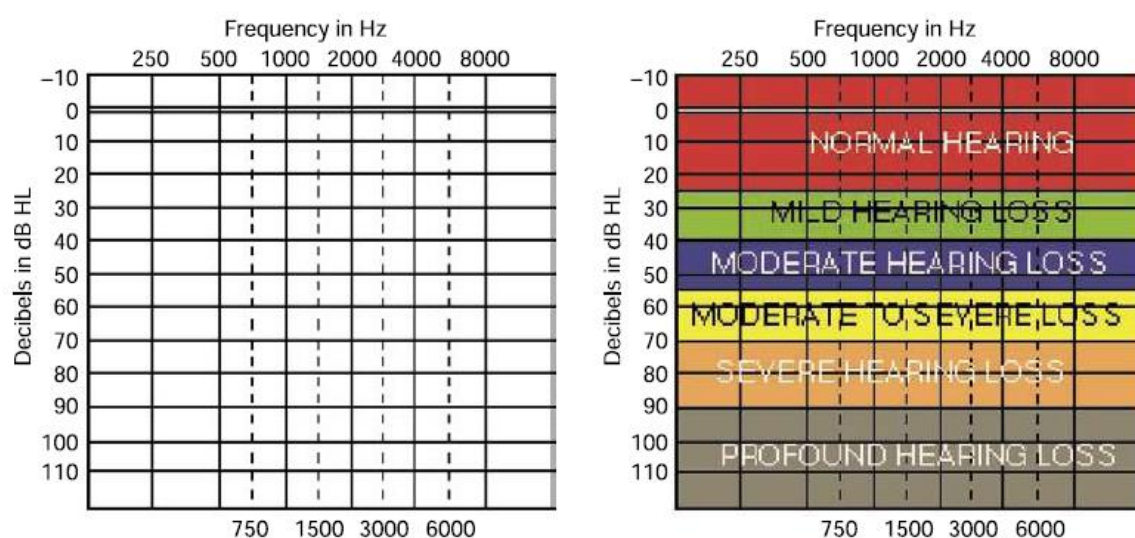 Frequency in Hz
250 500 1000 2000 4000 8000
Decibels in dB HL
–10
0
10
20
30
40
50
60
70
80
90
100
110
750 1500 3000 6000
Frequency in Hz
250 500 1000 2000 4000 8000
Decibels in dB HL
–10
0
10
20
30
40
50
60
70
80
90
100
110
NORMAL HEARING
MILD HEARING LOSS
MODERATE HEARING LOSS
MODERATE TO SEVERE LOSS
SEVERE HEARING LOSS
PROFOUND HEARING LOSS
750 1500 3000 6000